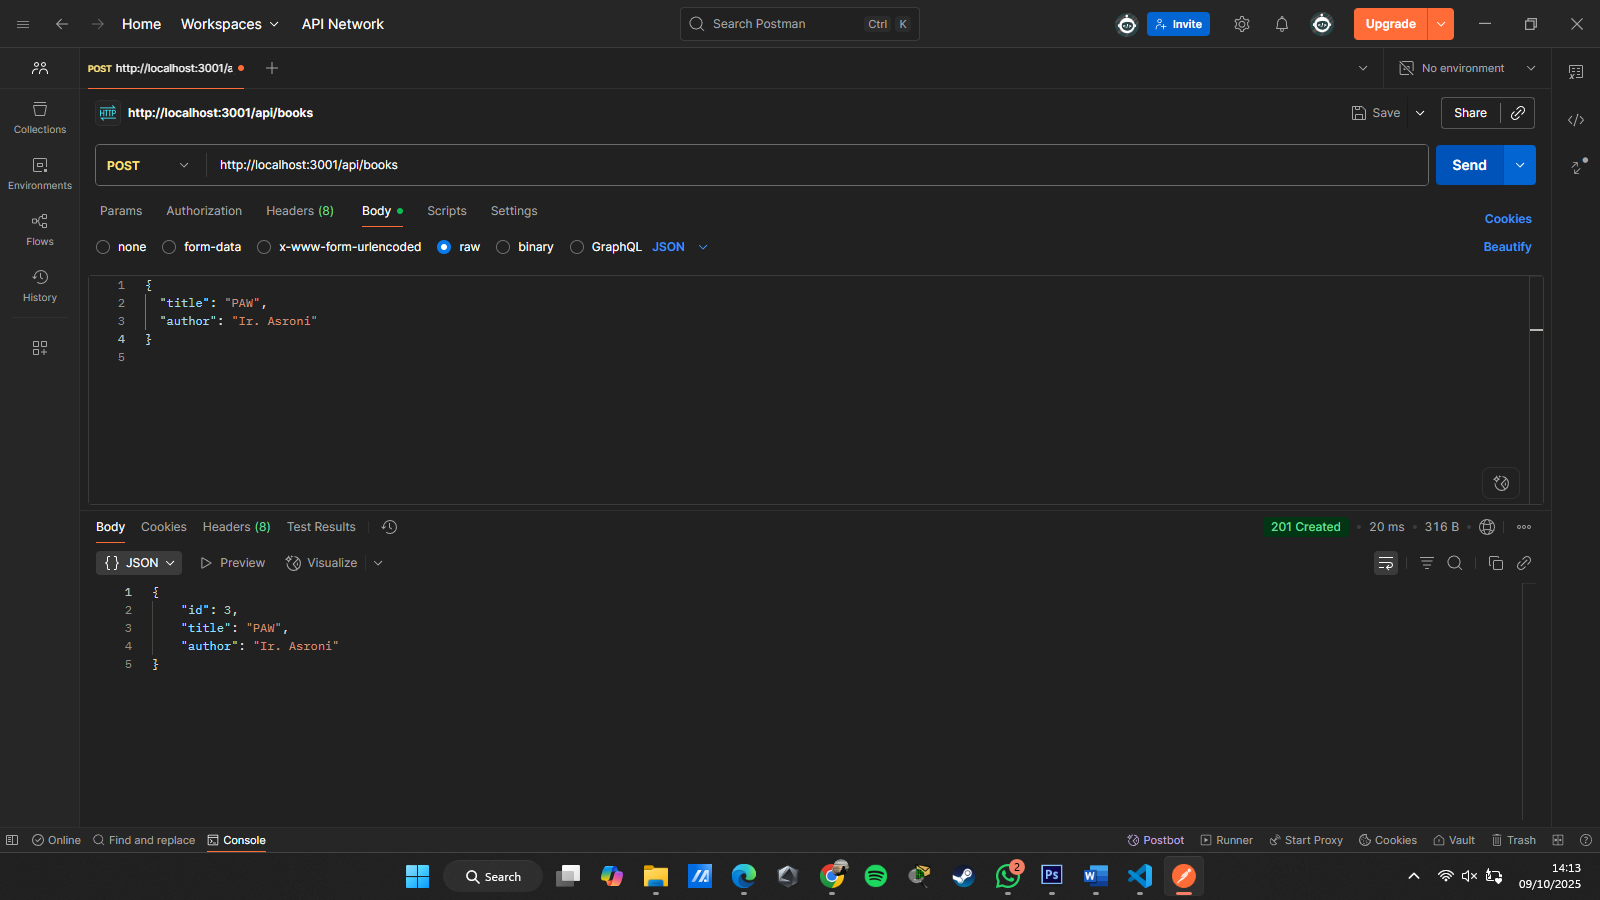 Home Workspaces API Network Search Postman Ctrl K Invite Upgrade
POST http://localhost:3001/a No environment
HTTP http://localhost:3001/api/books Save Share
POST http://localhost:3001/api/books Send
Params Authorization Headers (8) Body Scripts Settings Cookies
none form-data x-www-form-urlencoded raw binary GraphQL JSON Beautify
Collections
Environments
Flows
History
1 {
2 "title": "PAW",
3 "author": "Ir. Asroni"
4 }
5
Body Cookies Headers (8) Test Results 201 Created 20 ms 316 B
{} JSON Preview Visualize
1 {
2 "id": 3,
3 "title": "PAW",
4 "author": "Ir. Asroni"
5 }
Online Find and replace Console Postbot Runner Start Proxy Cookies Vault Trash
Search 2 Ps W 14:13
09/10/2025